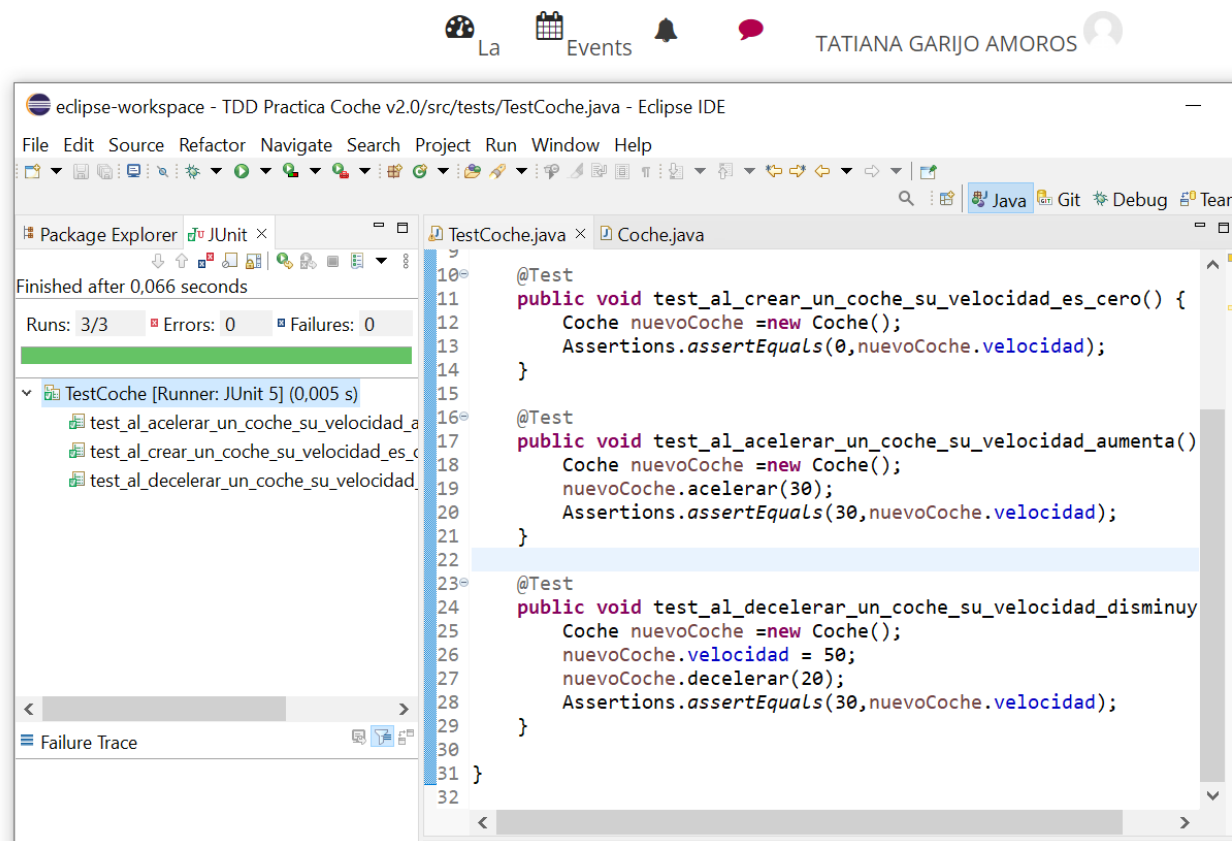 La
Events
TATIANA GARIJO AMOROS
eclipse-workspace - TDD Practica Coche v2.0/src/tests/TestCoche.java - Eclipse IDE
File Edit Source Refactor Navigate Search Project Run Window Help
Java Git Debug Tear
Package Explorer JUnit
Finished after 0,066 seconds
Runs: 3/3 Errors: 0 Failures: 0
TestCoche [Runner: JUnit 5] (0,005 s)
test_al_acelerar_un_coche_su_velocidad_a
test_al_crear_un_coche_su_velocidad_es_c
test_al_decelerar_un_coche_su_velocidad_
Failure Trace
TestCoche.java Coche.java
9
10 @Test
11 public void test_al_crear_un_coche_su_velocidad_es_cero() {
12 Coche nuevoCoche =new Coche();
13 Assertions.assertEquals(0,nuevoCoche.velocidad);
14 }
15
16 @Test
17 public void test_al_acelerar_un_coche_su_velocidad_aumenta()
18 Coche nuevoCoche =new Coche();
19 nuevoCoche.acelerar(30);
20 Assertions.assertEquals(30,nuevoCoche.velocidad);
21 }
22
23 @Test
24 public void test_al_decelerar_un_coche_su_velocidad_disminuy
25 Coche nuevoCoche =new Coche();
26 nuevoCoche.velocidad = 50;
27 nuevoCoche.decelerar(20);
28 Assertions.assertEquals(30,nuevoCoche.velocidad);
29 }
30
31 }
32